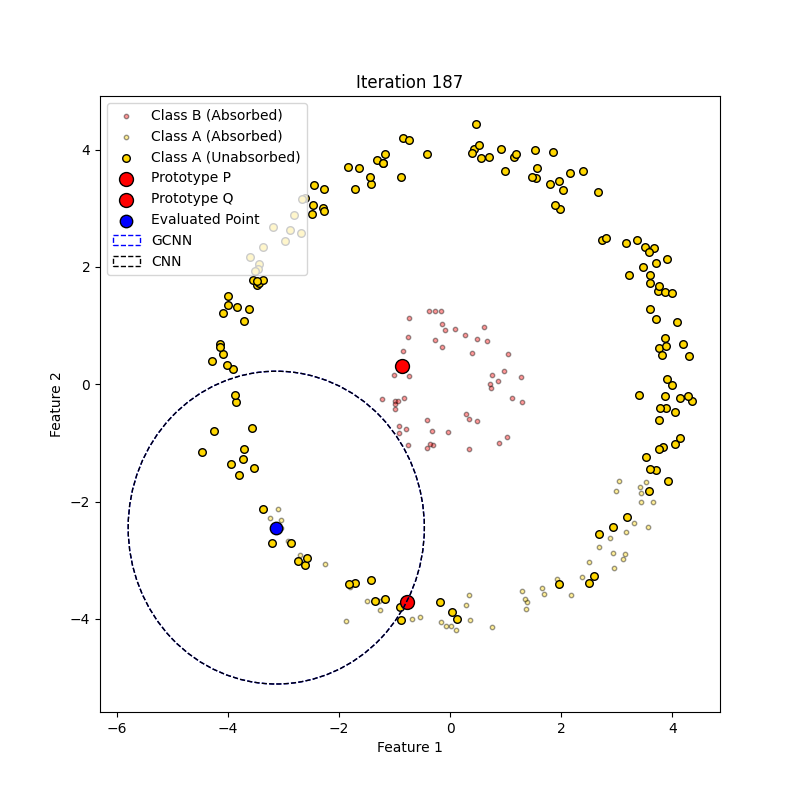 Iteration 187
Class B (Absorbed)
Class A (Absorbed)
Class A (Unabsorbed)
Prototype P
Prototype Q
Evaluated Point
GCNN
CNN
4
2
0
−2
−4
Feature 2
−6 −4 −2 0 2 4
Feature 1